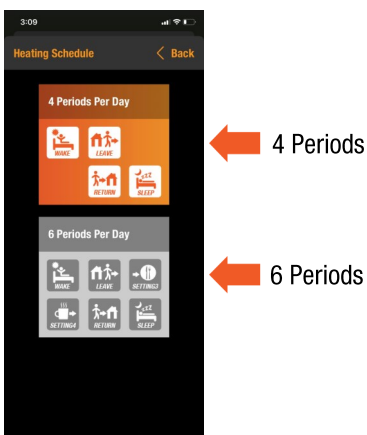 3:09
Heating Schedule
Back
4 Periods Per Day
WAKE LEAVE
RETURN SLEEP
4 Periods
6 Periods Per Day
WAKE LEAVE SETTING3
SETTING4 RETURN SLEEP
6 Periods